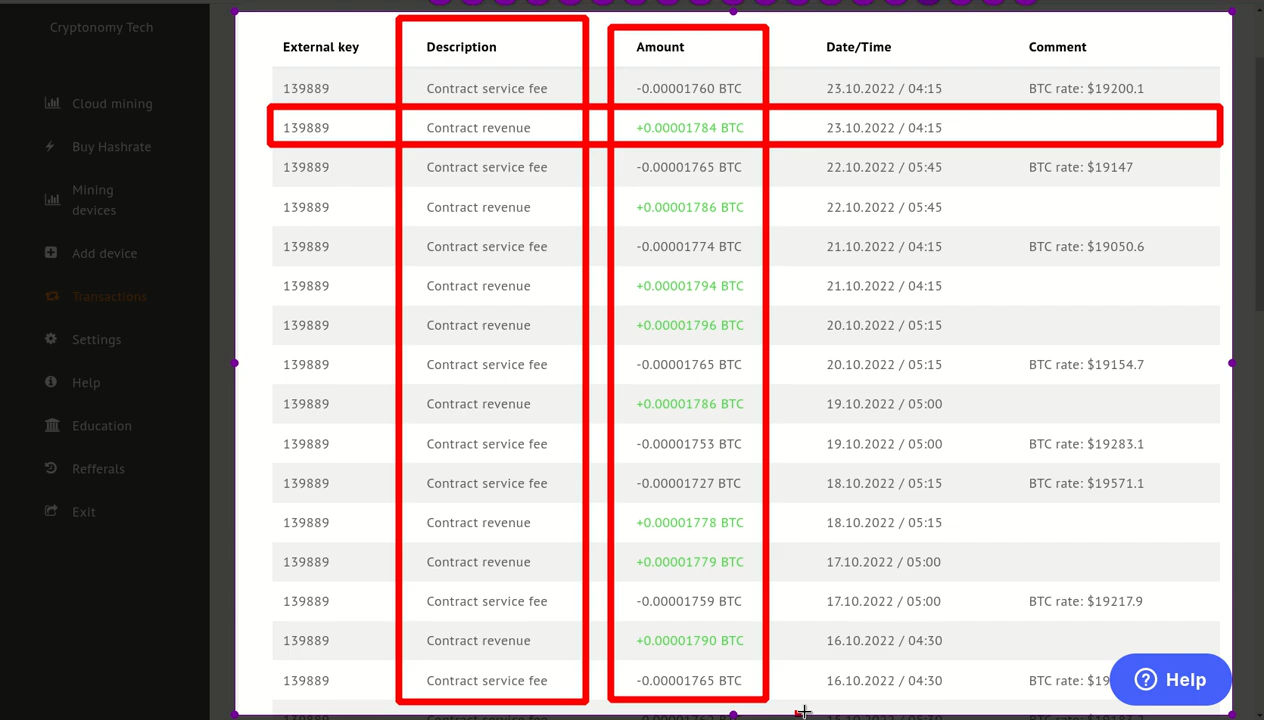 Cryptonomy Tech
Cloud mining
Buy Hashrate
Mining
devices
Add device
Transactions
Settings
Help
Education
Refferals
Exit
External key Description Amount Date/Time Comment
139889 Contract service fee -0.00001760 BTC 23.10.2022 / 04:15 BTC rate: $19200.1
139889 Contract revenue +0.00001784 BTC 23.10.2022 / 04:15
139889 Contract service fee -0.00001765 BTC 22.10.2022 / 05:45 BTC rate: $19147
139889 Contract revenue +0.00001786 BTC 22.10.2022 / 05:45
139889 Contract service fee -0.00001774 BTC 21.10.2022 / 04:15 BTC rate: $19050.6
139889 Contract revenue +0.00001794 BTC 21.10.2022 / 04:15
139889 Contract revenue +0.00001796 BTC 20.10.2022 / 05:15
139889 Contract service fee -0.00001765 BTC 20.10.2022 / 05:15 BTC rate: $19154.7
139889 Contract revenue +0.00001786 BTC 19.10.2022 / 05:00
139889 Contract service fee -0.00001753 BTC 19.10.2022 / 05:00 BTC rate: $19283.1
139889 Contract service fee -0.00001727 BTC 18.10.2022 / 05:15 BTC rate: $19571.1
139889 Contract revenue +0.00001778 BTC 18.10.2022 / 05:15
139889 Contract revenue +0.00001779 BTC 17.10.2022 / 05:00
139889 Contract service fee -0.00001759 BTC 17.10.2022 / 05:00 BTC rate: $19217.9
139889 Contract revenue +0.00001790 BTC 16.10.2022 / 04:30
139889 Contract service fee -0.00001765 BTC 16.10.2022 / 04:30 BTC rate: $19
Help